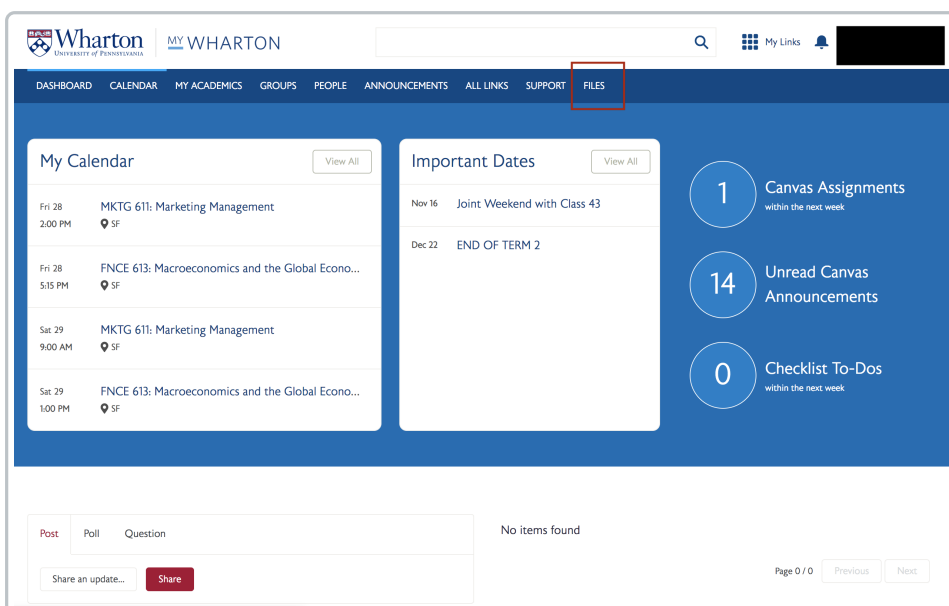 Wharton
UNIVERSITY of PENNSYLVANIA
MY WHARTON
My Links
DASHBOARD CALENDAR MY ACADEMICS GROUPS PEOPLE ANNOUNCEMENTS ALL LINKS SUPPORT FILES
My Calendar
View All
Fri 28 MKTG 611: Marketing Management
2:00 PM SF
Fri 28 FNCE 613: Macroeconomics and the Global Econo...
5:15 PM SF
Sat 29 MKTG 611: Marketing Management
9:00 AM SF
Sat 29 FNCE 613: Macroeconomics and the Global Econo...
1:00 PM SF
Important Dates
View All
Nov 16 Joint Weekend with Class 43
Dec 22 END OF TERM 2
1 Canvas Assignments
within the next week
14 Unread Canvas
Announcements
0 Checklist To-Dos
within the next week
Post Poll Question
Share an update... Share
No items found
Page 0 / 0 Previous Next